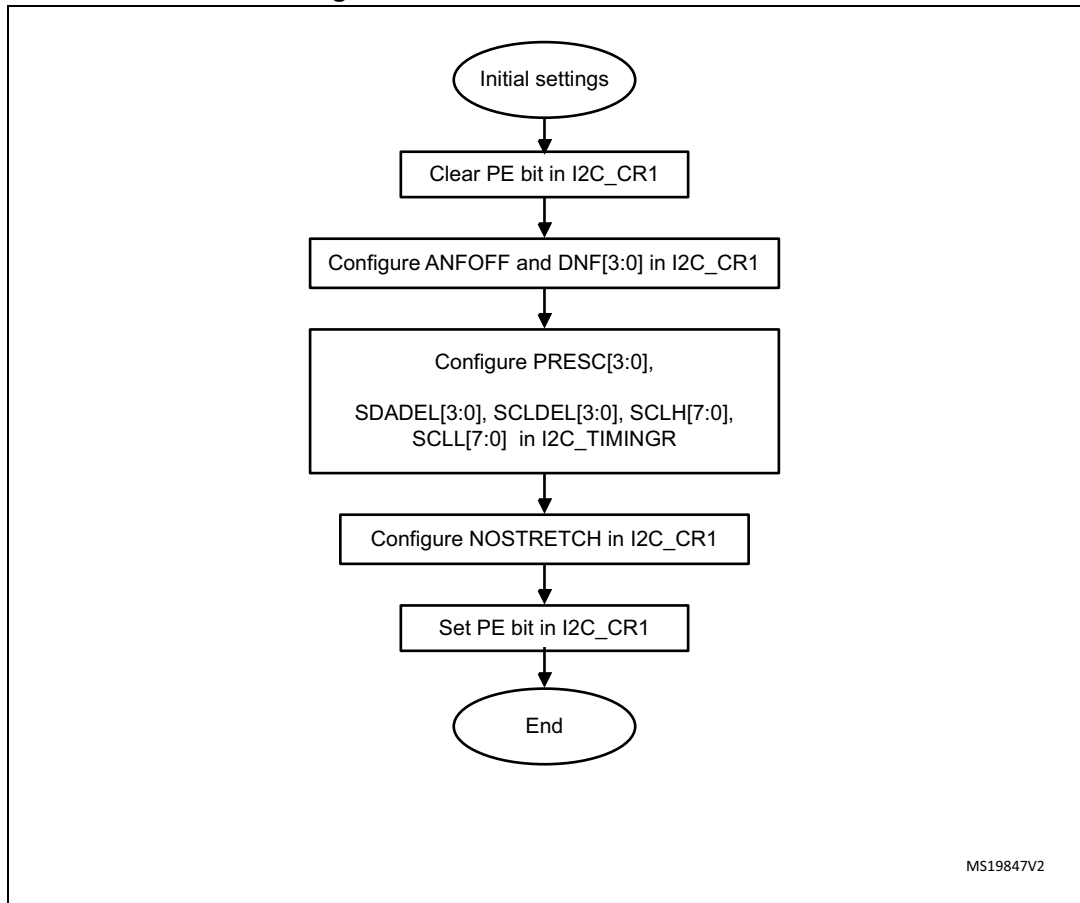 Initial settings
Clear PE bit in I2C_CR1
Configure ANFOFF and DNF[3:0] in I2C_CR1
Configure PRESC[3:0],
SDADEL[3:0], SCLDEL[3:0], SCLH[7:0],
SCLL[7:0] in I2C_TIMINGR
Configure NOSTRETCH in I2C_CR1
Set PE bit in I2C_CR1
End
MS19847V2